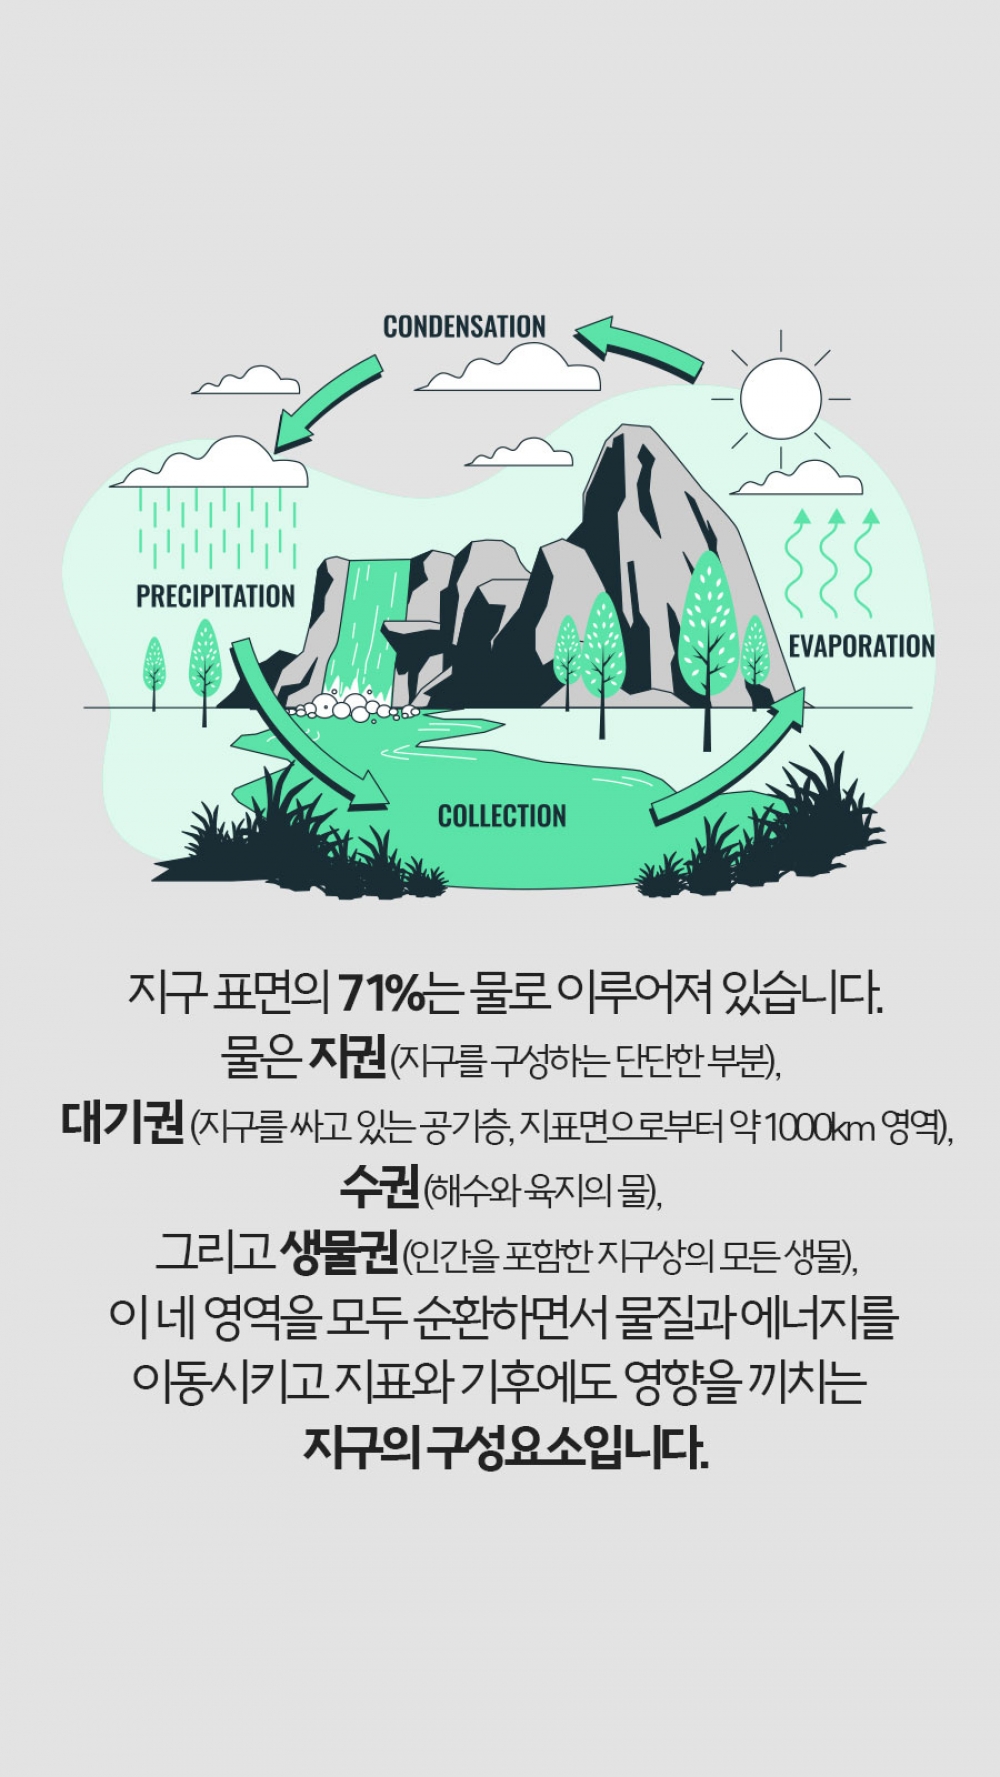 CONDENSATION
PRECIPITATION
EVAPORATION
COLLECTION
지구 표면의 71%는 물로 이루어져 있습니다.
물은 지권(지구를 구성하는 단단한 부분),
대기권(지구를 싸고 있는 공기층, 지표면으로부터 약 1000km 영역),
수권(해수와 육지의 물),
그리고 생물권(인간을 포함한 지구상의 모든 생물),
이 네 영역을 모두 순환하면서 물질과 에너지를
이동시키고 지표와 기후에도 영향을 끼치는
지구의 구성요소입니다.